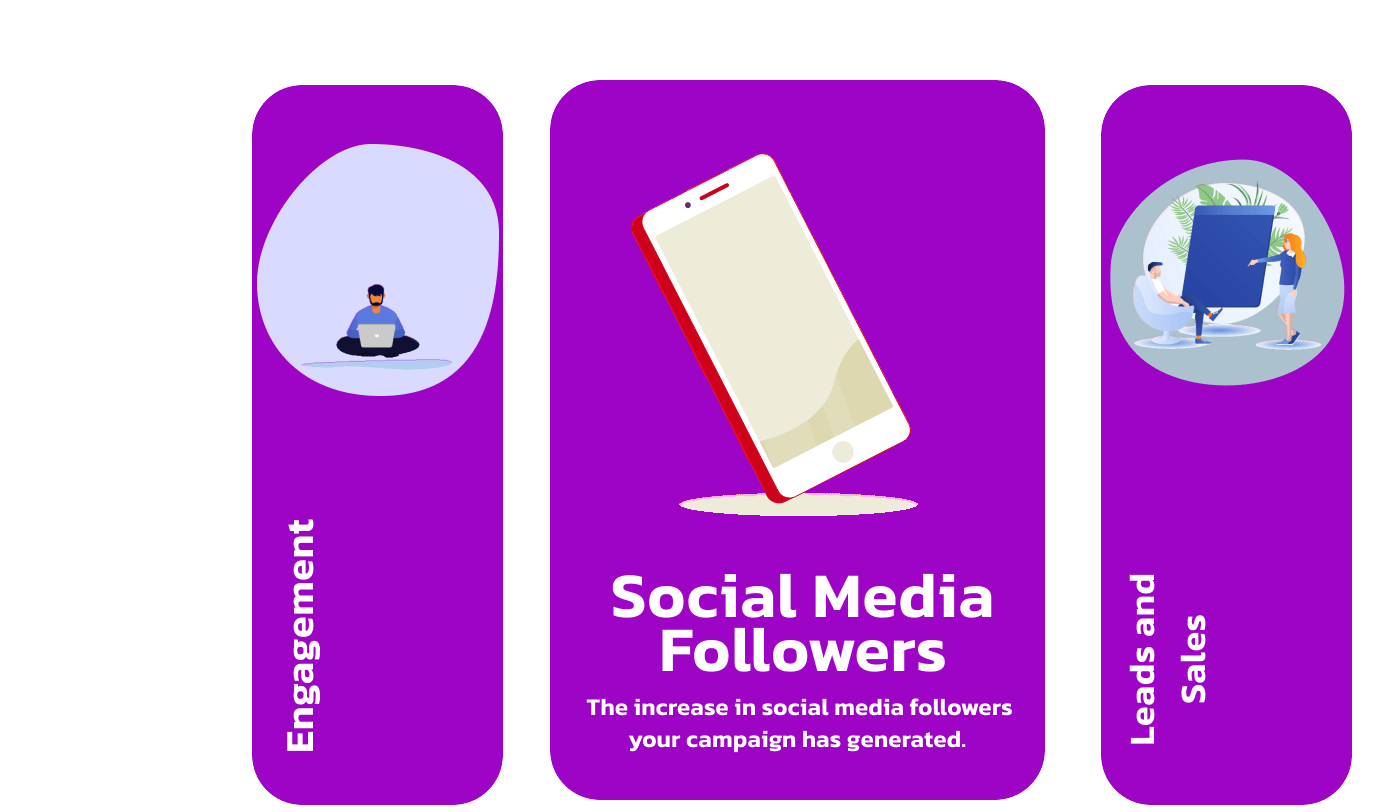 Engagement
Social Media
Followers
The increase in social media followers
your campaign has generated.
Leads and
Sales